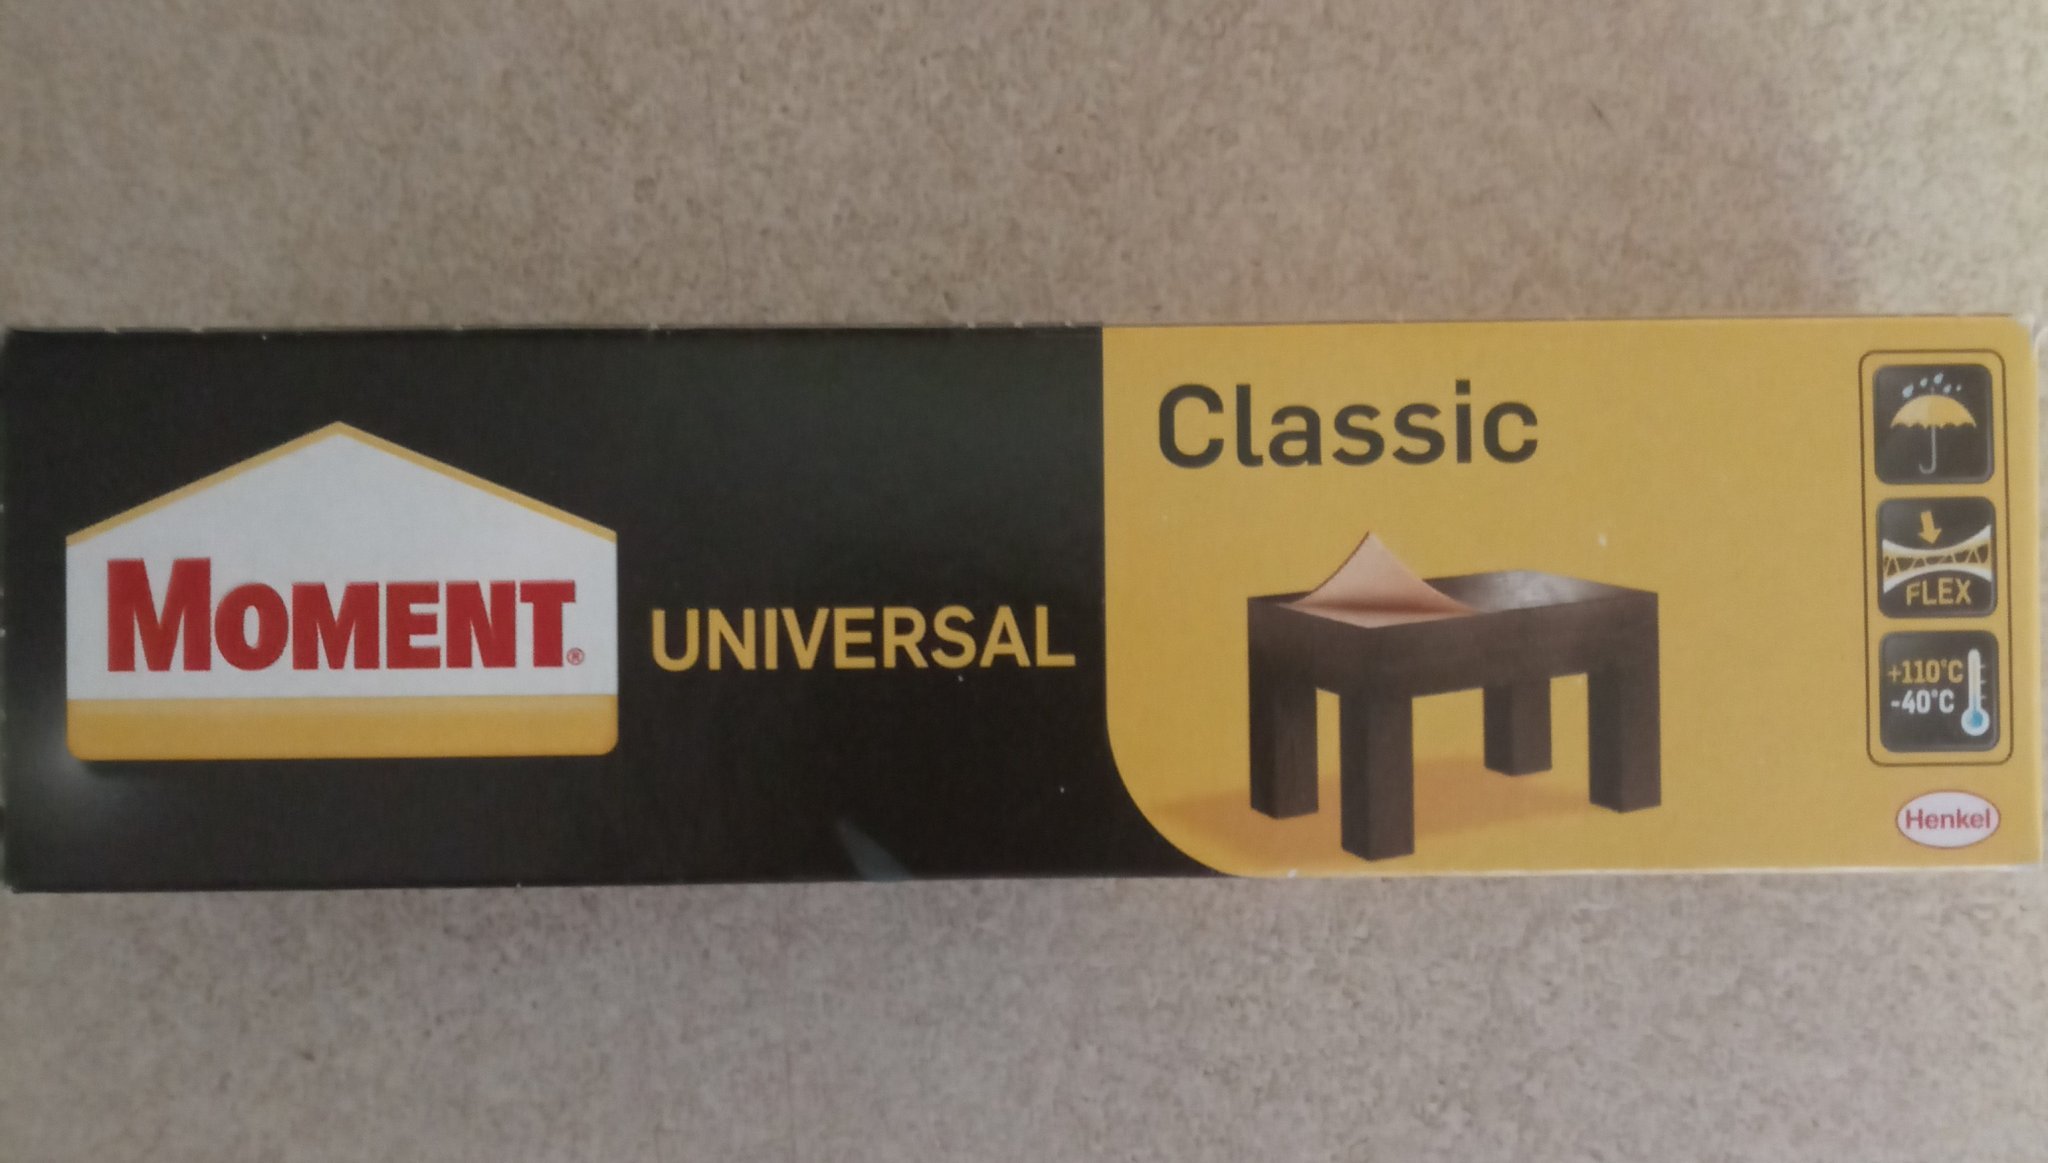 MOMENT®
UNIVERSAL
Classic
FLEX
+110°C
-40°C
Henkel